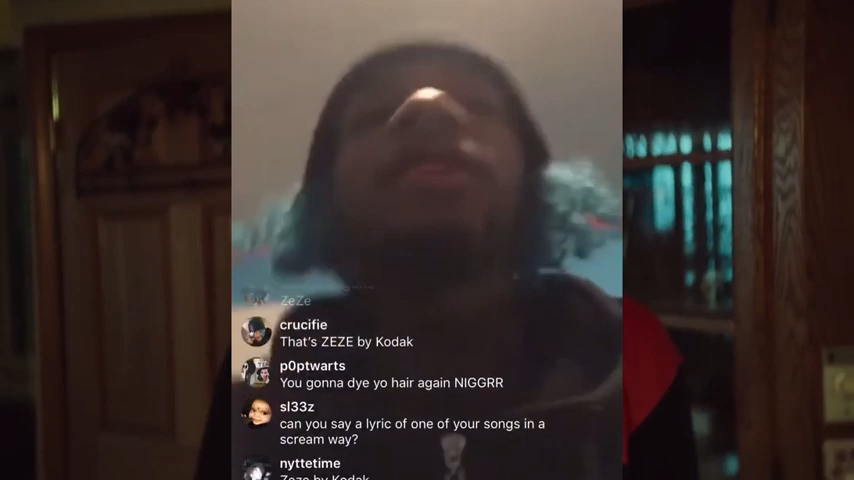 ZeZe
crucifie
That's ZEZE by Kodak
p0ptwarts
You gonna dye yo hair again NIGGRR
sl33z
can you say a lyric of one of your songs in a
scream way?
nyttetime
Zeze by Kodak